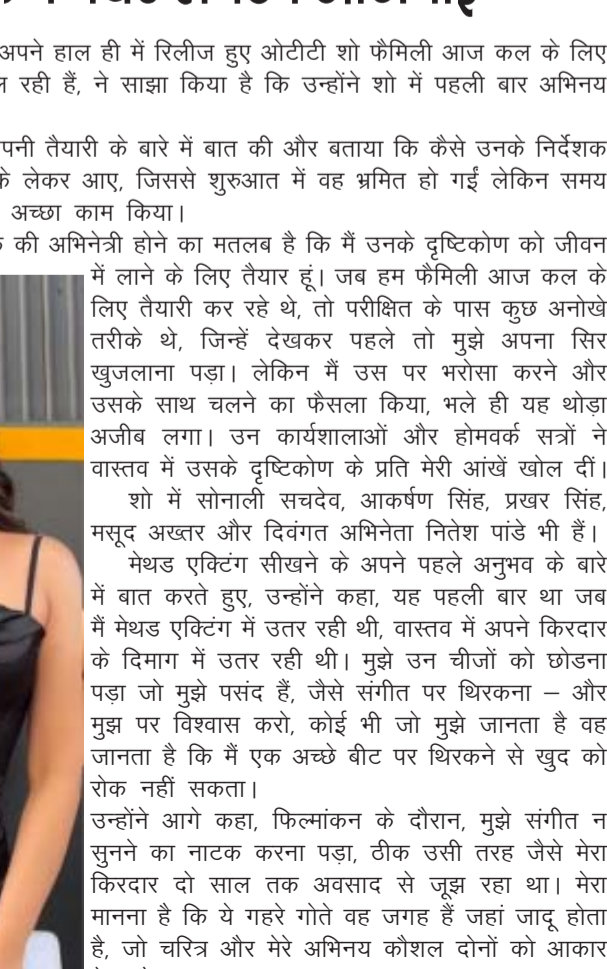 अपने हाल ही में रिलीज हुए ओटीटी शो फैमिली आज कल के लिए
रही हैं, ने साझा किया है कि उन्होंने शो में पहली बार अभिनय
तैयारी के बारे में बात की और बताया कि कैसे उनके निर्देशक
लेकर आए, जिससे शुरुआत में वह भ्रमित हो गईं लेकिन समय
अच्छा काम किया।
की अभिनेत्री होने का मतलब है कि मैं उनके दृष्टिकोण को जीवन
में लाने के लिए तैयार हूं। जब हम फैमिली आज कल के
लिए तैयारी कर रहे थे, तो परीक्षित के पास कुछ अनोखे
तरीके थे, जिन्हें देखकर पहले तो मुझे अपना सिर
खुजलाना पड़ा। लेकिन मैं उस पर भरोसा करने और
उसके साथ चलने का फैसला किया, भले ही यह थोड़ा
अजीब लगा। उन कार्यशालाओं और होमवर्क सत्रों ने
वास्तव में उसके दृष्टिकोण के प्रति मेरी आंखें खोल दीं।
शो में सोनाली सचदेव, आकर्षण सिंह, प्रखर सिंह,
मसूद अख्तर और दिवंगत अभिनेता नितेश पांडे भी हैं।
मेथड एक्टिंग सीखने के अपने पहले अनुभव के बारे
में बात करते हुए, उन्होंने कहा, यह पहली बार था जब
मैं मेथड एक्टिंग में उतर रही थी, वास्तव में अपने किरदार
के दिमाग में उतर रही थी। मुझे उन चीजों को छोडना
पड़ा जो मुझे पसंद हैं, जैसे संगीत पर थिरकना – और
मुझ पर विश्वास करो, कोई भी जो मुझे जानता है वह
जानता है कि मैं एक अच्छे बीट पर थिरकने से खुद को
रोक नहीं सकता।
उन्होंने आगे कहा, फिल्मांकन के दौरान, मुझे संगीत न
सुनने का नाटक करना पड़ा, ठीक उसी तरह जैसे मेरा
किरदार दो साल तक अवसाद से जूझ रहा था। मेरा
मानना है कि ये गहरे गोते वह जगह हैं जहां जादू होता
है, जो चरित्र और मेरे अभिनय कौशल दोनों को आकार